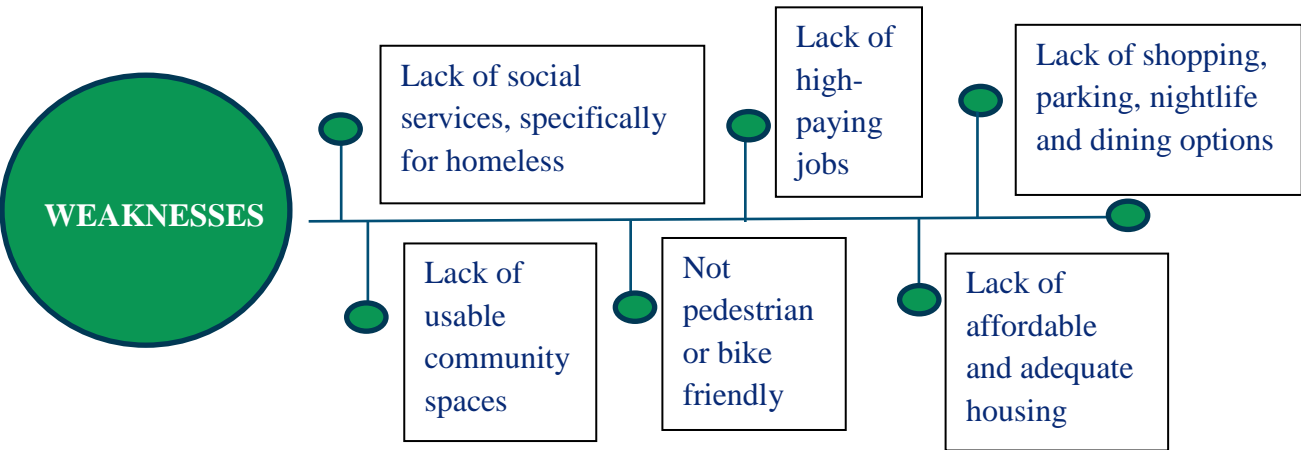 WEAKNESSES
Lack of social
services, specifically
for homeless
Lack of
usable
community
spaces
Not
pedestrian
or bike
friendly
Lack of
high-
paying
jobs
Lack of
affordable
and adequate
housing
Lack of shopping,
parking, nightlife
and dining options